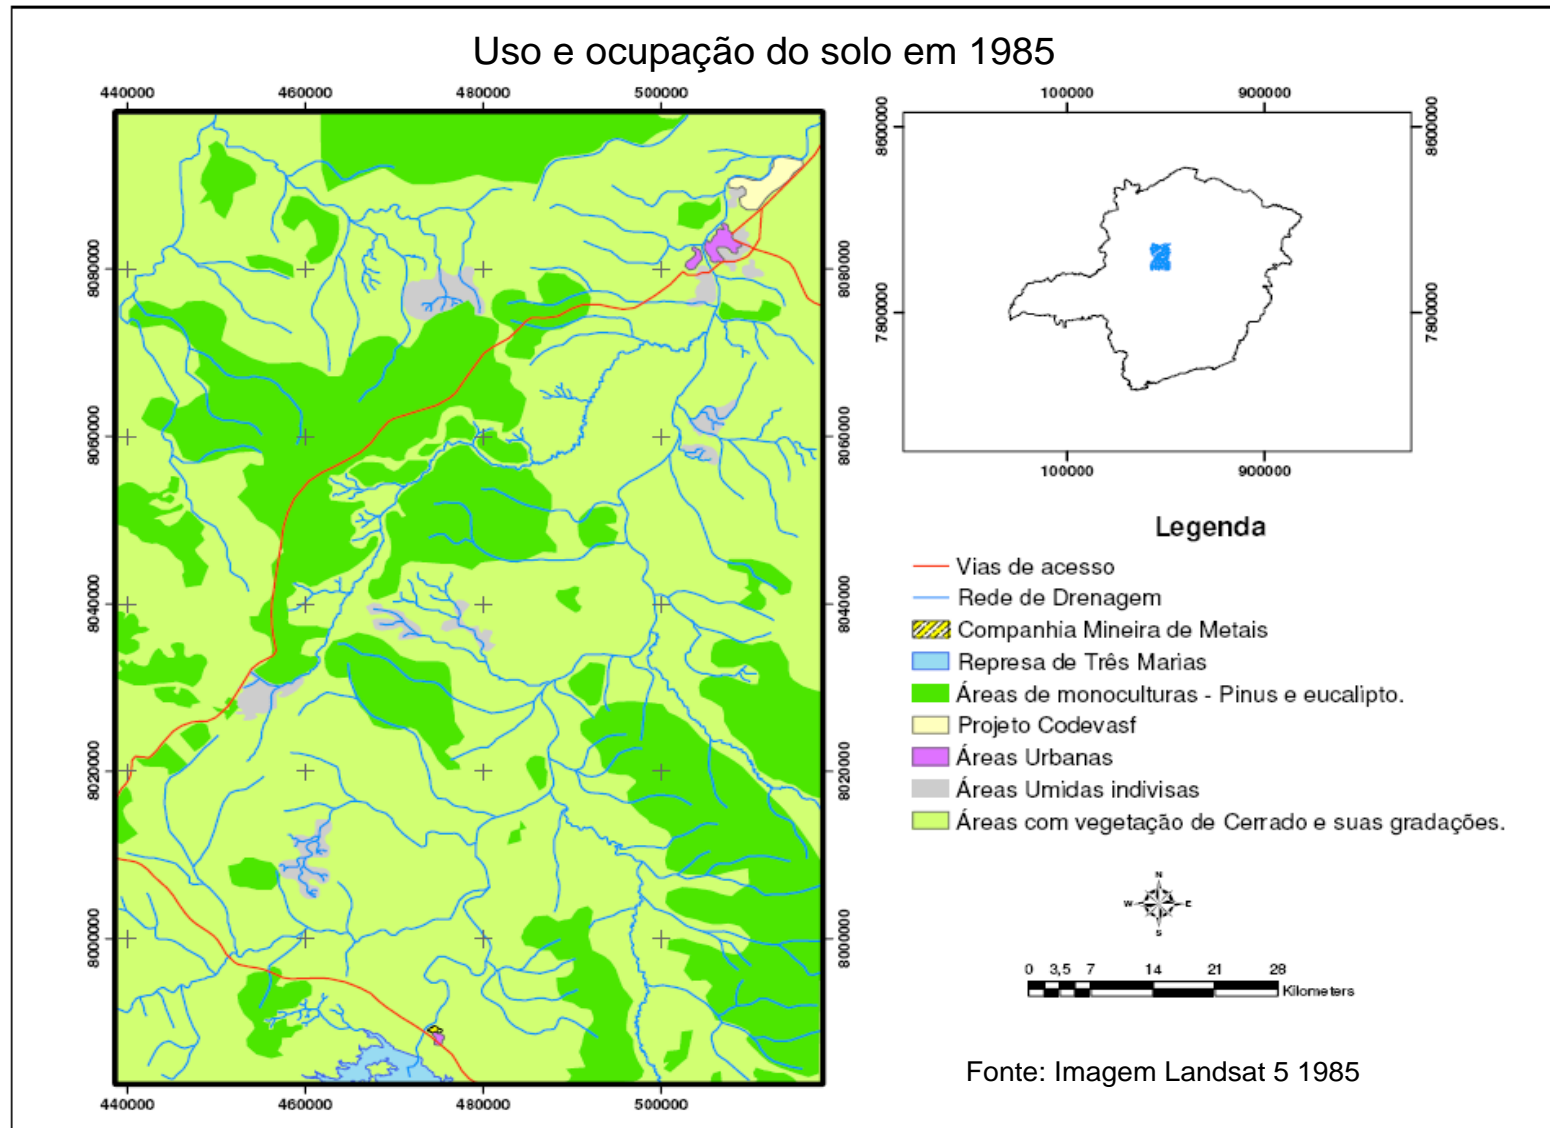 Uso e ocupação do solo em 1985
440000 460000 480000 500000
8080000 8080000
8060000 8060000
8040000 8040000
8020000 8020000
8000000 8000000
440000 460000 480000 500000
100000 900000
8600000 8600000
7800000 7800000
100000 900000
Legenda
Vias de acesso
Rede de Drenagem
Companhia Mineira de Metais
Represa de Três Marias
Áreas de monoculturas - Pinus e eucalipto.
Projeto Codevasf
Áreas Urbanas
Áreas Umidas indivisas
Áreas com vegetação de Cerrado e suas gradações.
N
W E
S
0 3,5 7 14 21 28
Kilometers
Fonte: Imagem Landsat 5 1985